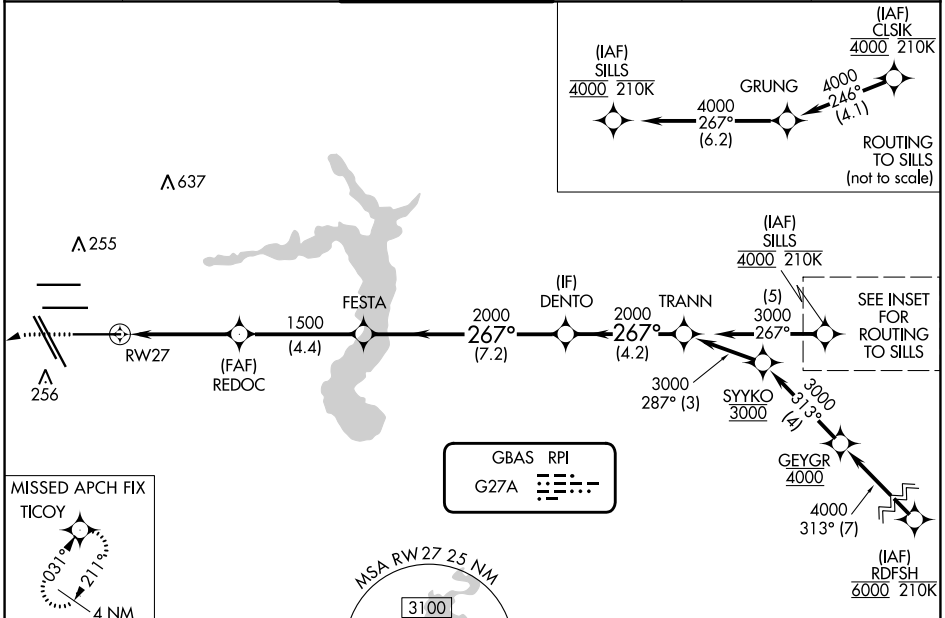 (IAF)
CLSIK
4000 210K
(IAF)
SILLS
4000 210K
GRUNG
4000
246°
(4.1)
4000
267°
(6.2)
ROUTING
TO SILLS
(not to scale)
637
255
256
(IAF)
SILLS
4000 210K
SEE INSET
FOR
ROUTING
TO SILLS
RW27
(FAF)
REDOC
1500
(4.4)
FESTA
2000
267°
(7.2)
(IF)
DENTO
2000
267°
(4.2)
TRANN
(5)
3000
267°
3000
287° (3)
SYYKO
3000
3000
313°
(4)
GEYGR
4000
4000
313° (7)
(IAF)
RDFSH
6000 210K
GBAS RPI
G27A
MISSED APCH FIX
TICOY
031°
211°
4 NM
MSA RW 27 25 NM
3100